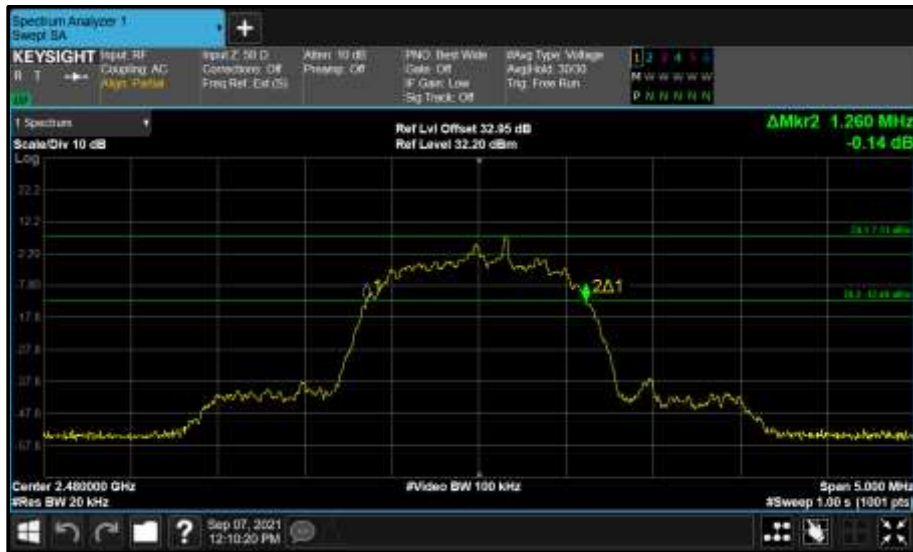 Spectrum Analyzer 1
Swept SA
+
KEYSIGHT
R T
Input: RF
Coupling: AC
Align: Partial
Input Z: 50 Ω
Corrections: Off
Freq Ref: Ext (S)
Atten: 10 dB
Preamp: Off
PNO: Best Wide
Gate: Off
IF Gain: Low
Sig Track: Off
#Avg Type: Voltage
Avg|Hold: 30/30
Trig: Free Run
1 2 3 4 5 6
M W W W W W
P N N N N N
1 Spectrum
Scale/Div 10 dB
Ref Lvl Offset 32.95 dB
Ref Level 32.20 dBm
ΔMkr2 1.260 MHz
-0.14 dB
Log
22.2
12.2
2.20
-7.80
-17.8
-27.8
-37.8
-47.8
-57.8
1
2Δ1
Center 2.480000 GHz
#Res BW 20 kHz
#Video BW 100 kHz
Span 5.000 MHz
#Sweep 1.00 s (1001 pts)
?
Sep 07, 2021
12:10:20 PM